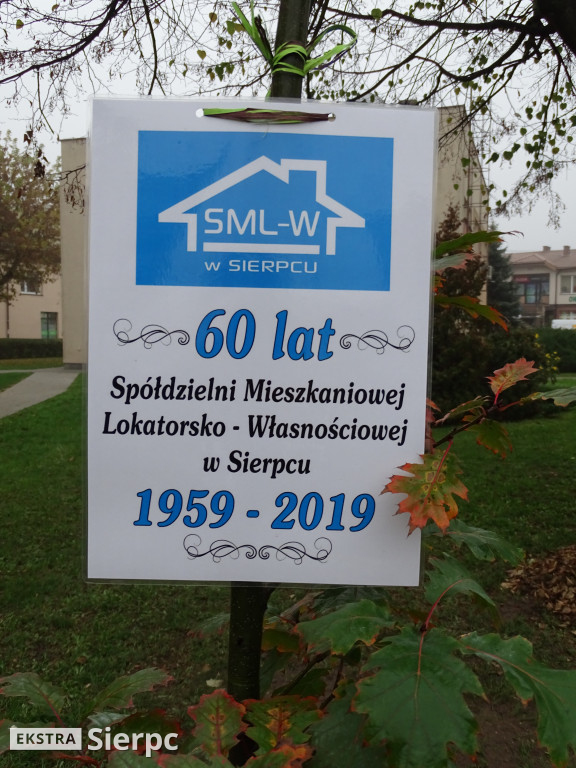 SML-W
W SIERPCU
60 lat
Spółdzielni Mieszkaniowej
Lokatorsko - Własnościowej
w Sierpcu
1959 - 2019
EKSTRA Sierpc